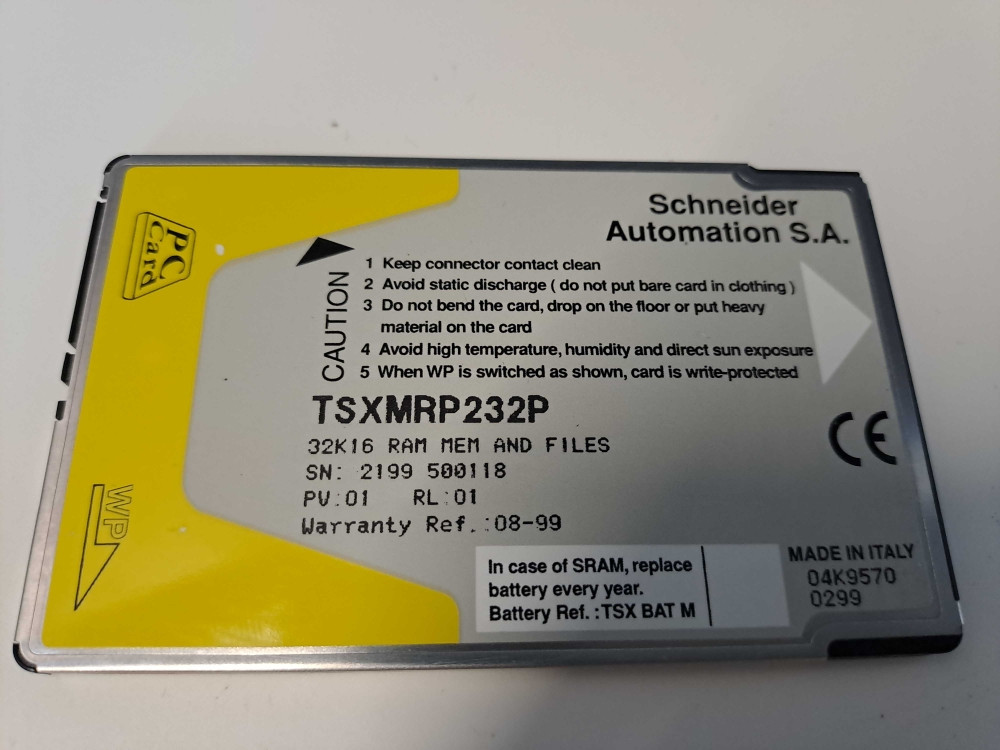 PC
Card
Schneider
Automation S.A.
CAUTION
1 Keep connector contact clean
2 Avoid static discharge ( do not put bare card in clothing )
3 Do not bend the card, drop on the floor or put heavy
material on the card
4 Avoid high temperature, humidity and direct sun exposure
5 When WP is switched as shown, card is write-protected
TSXMRP232P
32K16 RAM MEM AND FILES
SN: 2199 500118
PV:01 RL:01
Warranty Ref.:08-99
CE
WP
In case of SRAM, replace
battery every year.
Battery Ref. : TSX BAT M
MADE IN ITALY
04K9570
0299